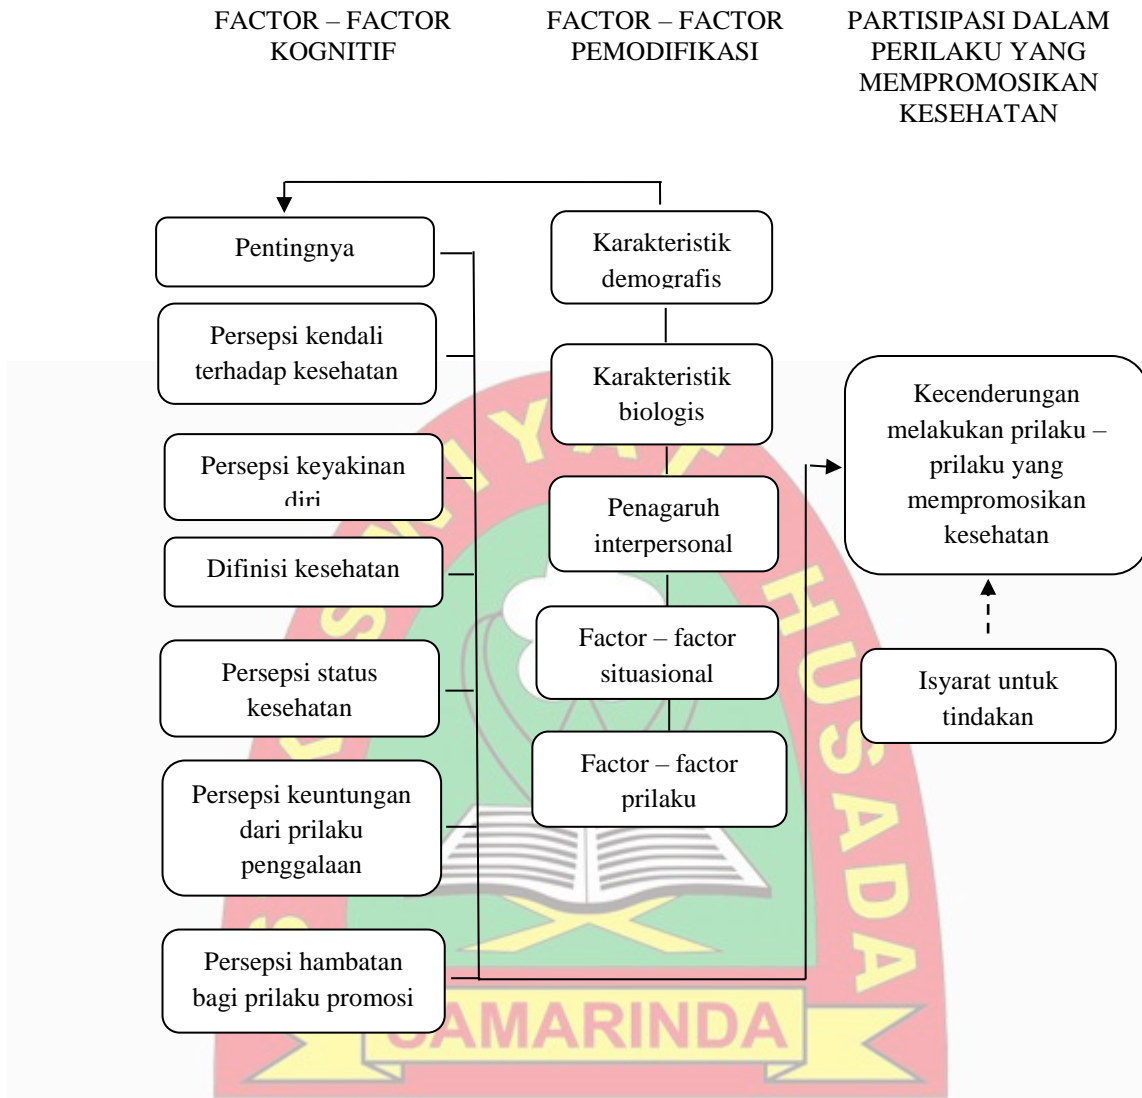 FACTOR – FACTOR
KOGNITIF
FACTOR – FACTOR
PEMODIFIKASI
PARTISIPASI DALAM
PERILAKU YANG
MEMPROMOSIKAN
KESEHATAN
Pentingnya
Persepsi kendali
terhadap kesehatan
Persepsi keyakinan
diri
Difinisi kesehatan
Persepsi status
kesehatan
Persepsi keuntungan
dari prilaku
penggalaan
Persepsi hambatan
bagi prilaku promosi
Karakteristik
demografis
Karakteristik
biologis
Penagaruh
interpersonal
Factor – factor
situasional
Factor – factor
prilaku
Kecenderungan
melakukan prilaku –
prilaku yang
mempromosikan
kesehatan
Isyarat untuk
tindakan
HUSADA
SAMARINDA